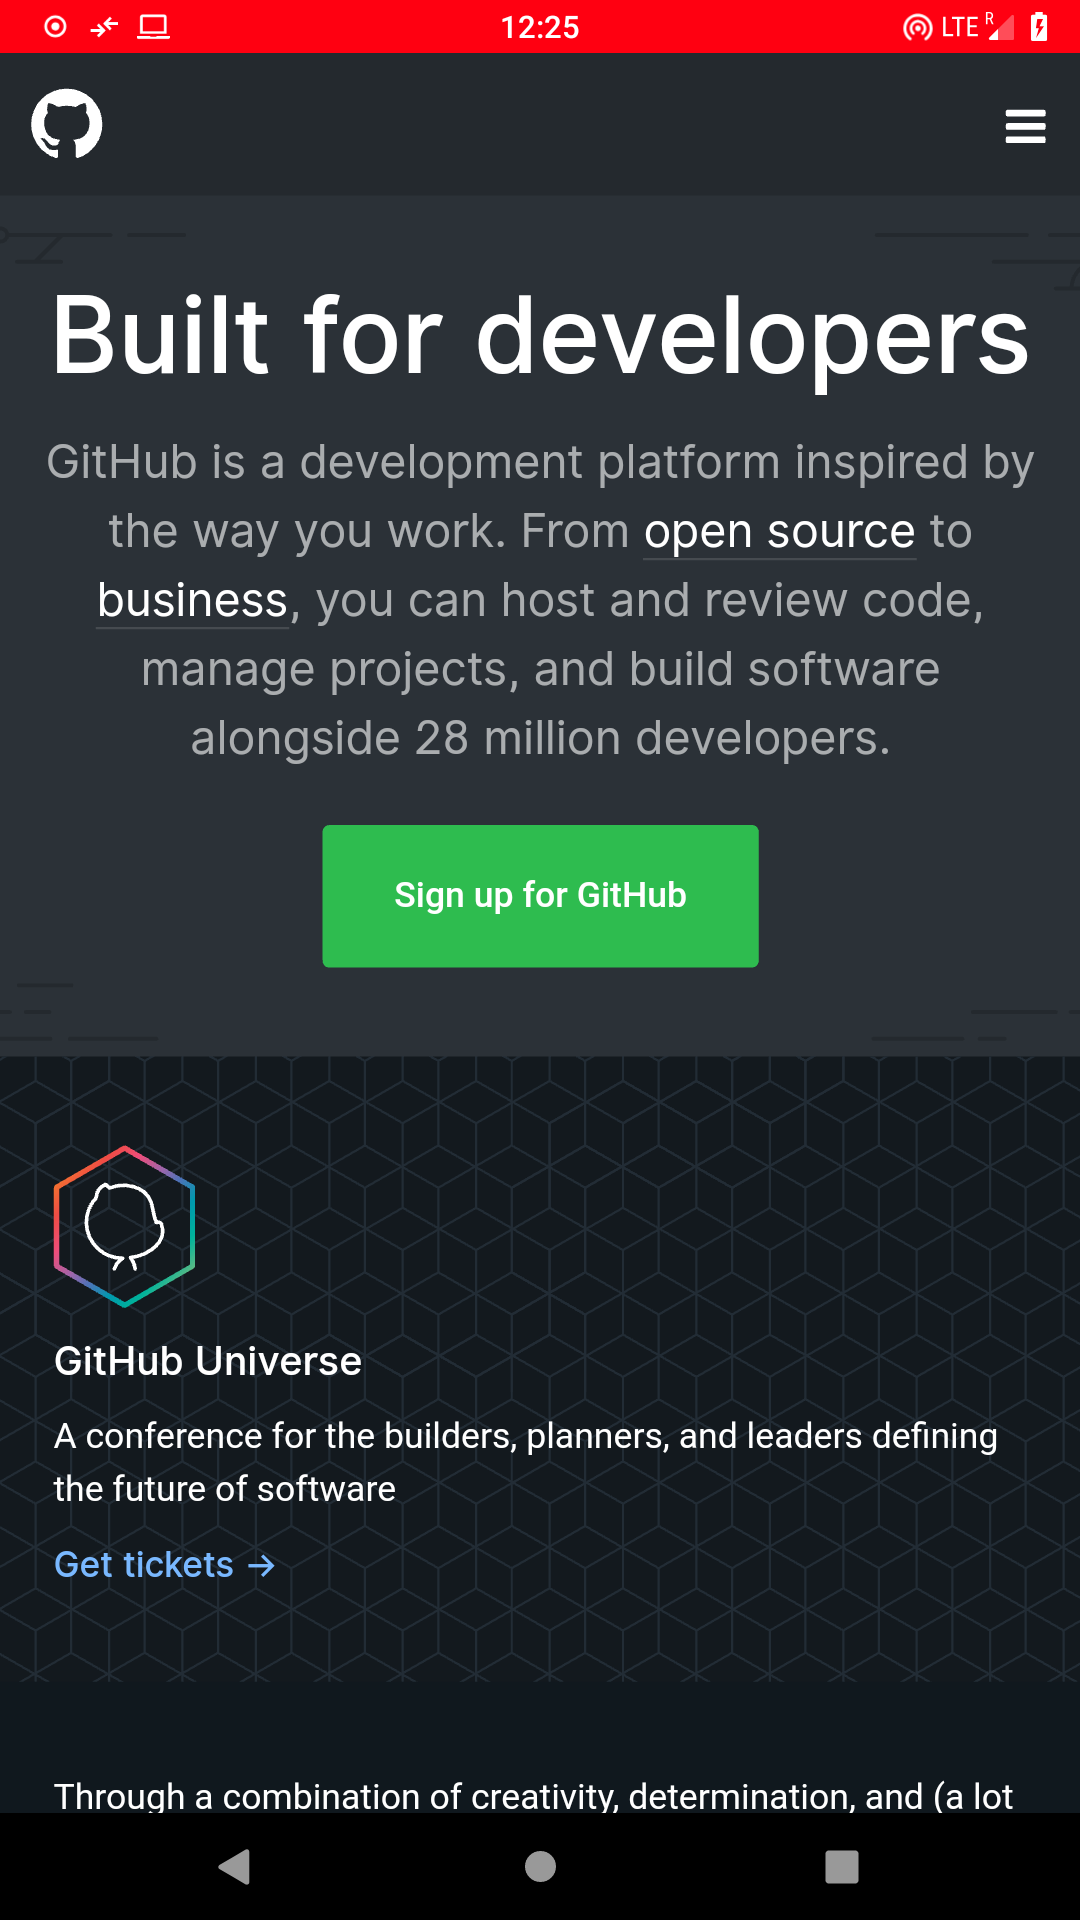 12:25
LTE R
Built for developers
GitHub is a development platform inspired by
the way you work. From open source to
business, you can host and review code,
manage projects, and build software
alongside 28 million developers.
Sign up for GitHub
GitHub Universe
A conference for the builders, planners, and leaders defining
the future of software
Get tickets →
Through a combination of creativity, determination, and (a lot